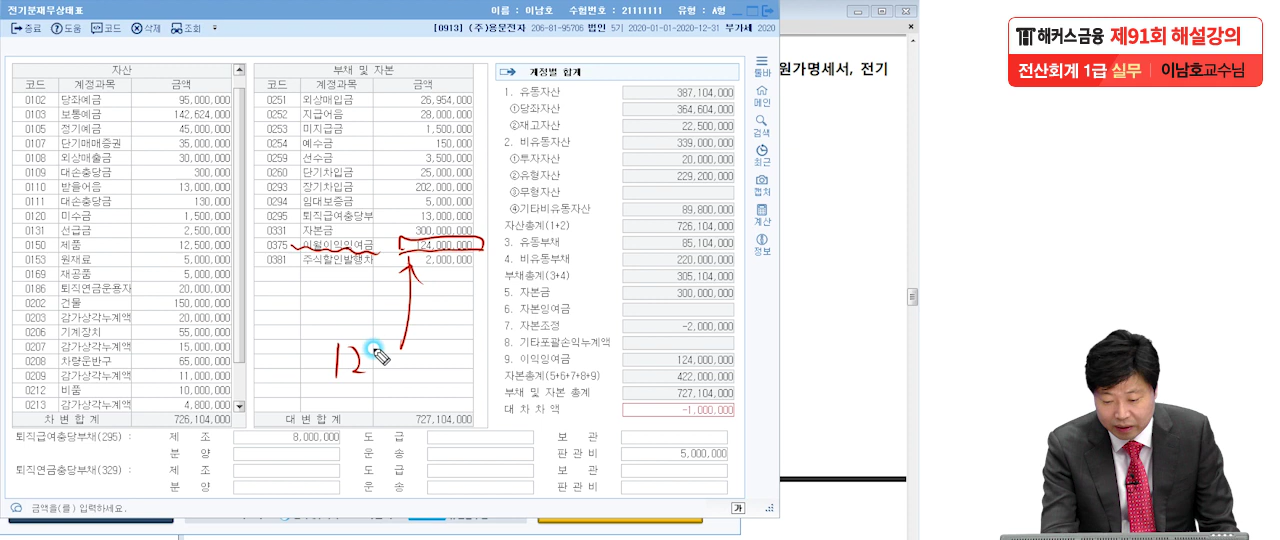 전기분재무상태표 이름 : 이남호 수험번호 : 21111111 유형 : A형
종료 도움 코드 삭제 조회 [0913] (주)용문전자 206-81-95706 법인 5기 2020-01-01~2020-12-31 부가세 2020
자산
코드 계정과목 금액
0102 당좌예금 95,000,000
0103 보통예금 142,624,000
0105 정기예금 45,000,000
0107 단기매매증권 35,000,000
0108 외상매출금 30,000,000
0109 대손충당금 300,000
0110 받을어음 13,000,000
0111 대손충당금 130,000
0120 미수금 1,500,000
0131 선급금 2,500,000
0150 제품 12,500,000
0153 원재료 5,000,000
0169 재공품 5,000,000
0186 퇴직연금운용자 20,000,000
0202 건물 150,000,000
0203 감가상각누계액 20,000,000
0206 기계장치 55,000,000
0207 감가상각누계액 15,000,000
0208 차량운반구 65,000,000
0209 감가상각누계액 11,000,000
0212 비품 10,000,000
0213 감가상각누계액 4,800,000
차 변 합 계 726,104,000
부채 및 자본
코드 계정과목 금액
0251 외상매입금 26,954,000
0252 지급어음 28,000,000
0253 미지급금 1,500,000
0254 예수금 150,000
0259 선수금 3,500,000
0260 단기차입금 25,000,000
0293 장기차입금 202,000,000
0294 임대보증금 5,000,000
0295 퇴직급여충당부 13,000,000
0331 자본금 300,000,000
0375 이월이익잉여금 124,000,000
0381 주식할인발행차 2,000,000
12
대 변 합 계 727,104,000
계정별 합계
1. 유동자산 387,104,000
①당좌자산 364,604,000
②재고자산 22,500,000
2. 비유동자산 339,000,000
①투자자산 20,000,000
②유형자산 229,200,000
③무형자산
④기타비유동자산 89,800,000
자산총계(1+2) 726,104,000
3. 유동부채 85,104,000
4. 비유동부채 220,000,000
부채총계(3+4) 305,104,000
5. 자본금 300,000,000
6. 자본잉여금
7. 자본조정 -2,000,000
8. 기타포괄손익누계액
9. 이익잉여금 124,000,000
자본총계(5+6+7+8+9) 422,000,000
부채 및 자본 총계 727,104,000
대 차 차 액 -1,000,000
퇴직급여충당부채(295) : 제 조 8,000,000 도 급 보 관
분 양 운 송 판 관 비 5,000,000
퇴직연금충당부채(329) : 제 조 도 급 보 관
분 양 운 송 판 관 비
금액을(를) 입력하세요. 가
툴바
메인
검색
최근
캡처
계산
정보
원가명세서, 전기
해커스금융 제91회 해설강의
전산회계 1급 실무 이남호교수님